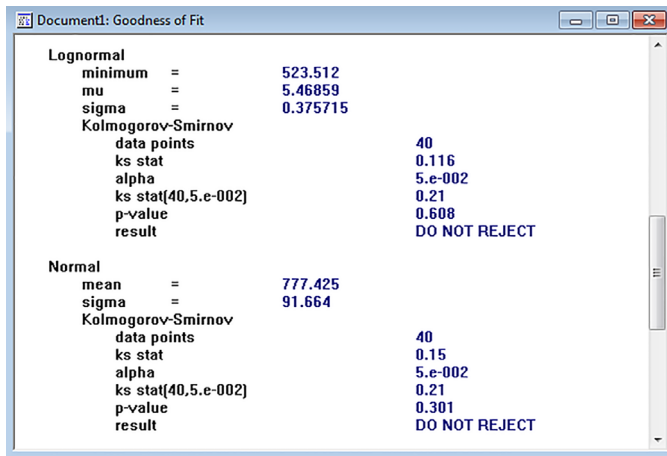 Document1: Goodness of Fit
Lognormal
minimum = 523.512
mu = 5.46859
sigma = 0.375715
Kolmogorov-Smirnov
data points 40
ks stat 0.116
alpha 5.e-002
ks stat(40,5.e-002) 0.21
p-value 0.608
result DO NOT REJECT
Normal
mean = 777.425
sigma = 91.664
Kolmogorov-Smirnov
data points 40
ks stat 0.15
alpha 5.e-002
ks stat(40,5.e-002) 0.21
p-value 0.301
result DO NOT REJECT